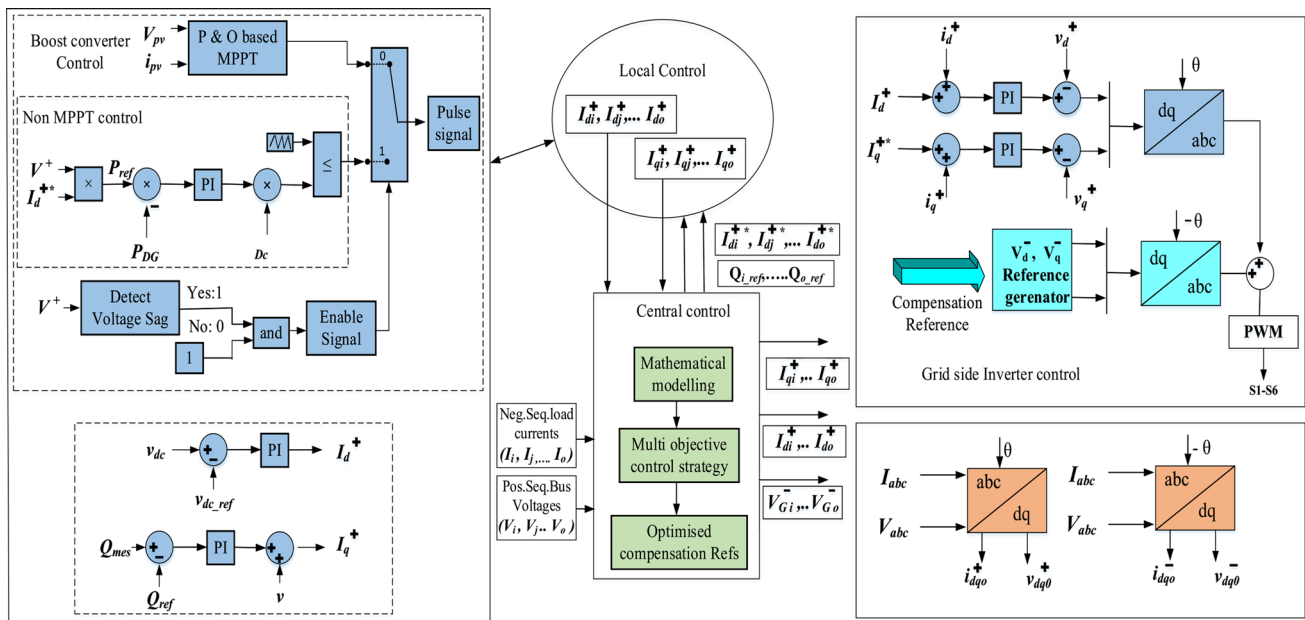 Boost converter
Control
V_pv
i_pv
P & O based
MPPT
0
1
Pulse
signal
Non MPPT control
V^+
I_d^+*
×
P_ref
×
P_DG
PI
×
Dc
≤
V^+
Detect
Voltage Sag
Yes:1
No: 0
1
and
Enable
Signal
v_dc
v_dc_ref
PI
I_d^+
Q_mes
Q_ref
PI
v
I_q^+
Local Control
I_di^+, I_dj^+,... I_do^+
I_qi^+, I_qj^+,... I_qo^+
I_di^+*, I_dj^+*,... I_do^+*
Q_i_ref,.....Q_o_ref
Central control
Mathematical
modelling
Multi objective
control strategy
Optimised
compensation Refs
Neg.Seq.load
currents
(I_i, I_j,.... I_o)
Pos.Seq.Bus
Voltages
(V_i, V_j.. V_o)
I_qi^+,.. I_qo^+
I_di^+,.. I_do^+
V_Gi^-,.. V_Go^-
i_d^+
v_d^+
θ
I_d^+
PI
dq
abc
I_q^+*
PI
i_q^+
v_q^+
-θ
V_d^-, V_q^-
Reference
gerenator
dq
abc
Compensation
Reference
PWM
S1-S6
Grid side Inverter control
θ
I_abc
V_abc
abc
dq
i_dqo^+
v_dq0^+
-θ
I_abc
V_abc
abc
dq
i_dqo^-
v_dq0^-